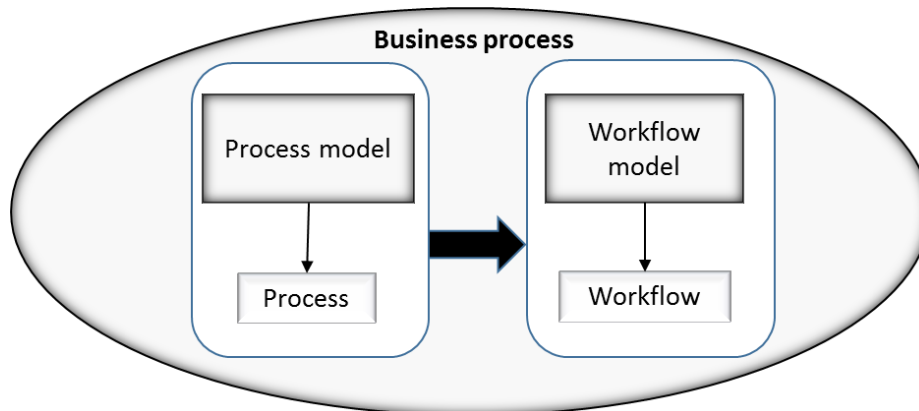 Business process
Process model
Workflow
model
Process
Workflow